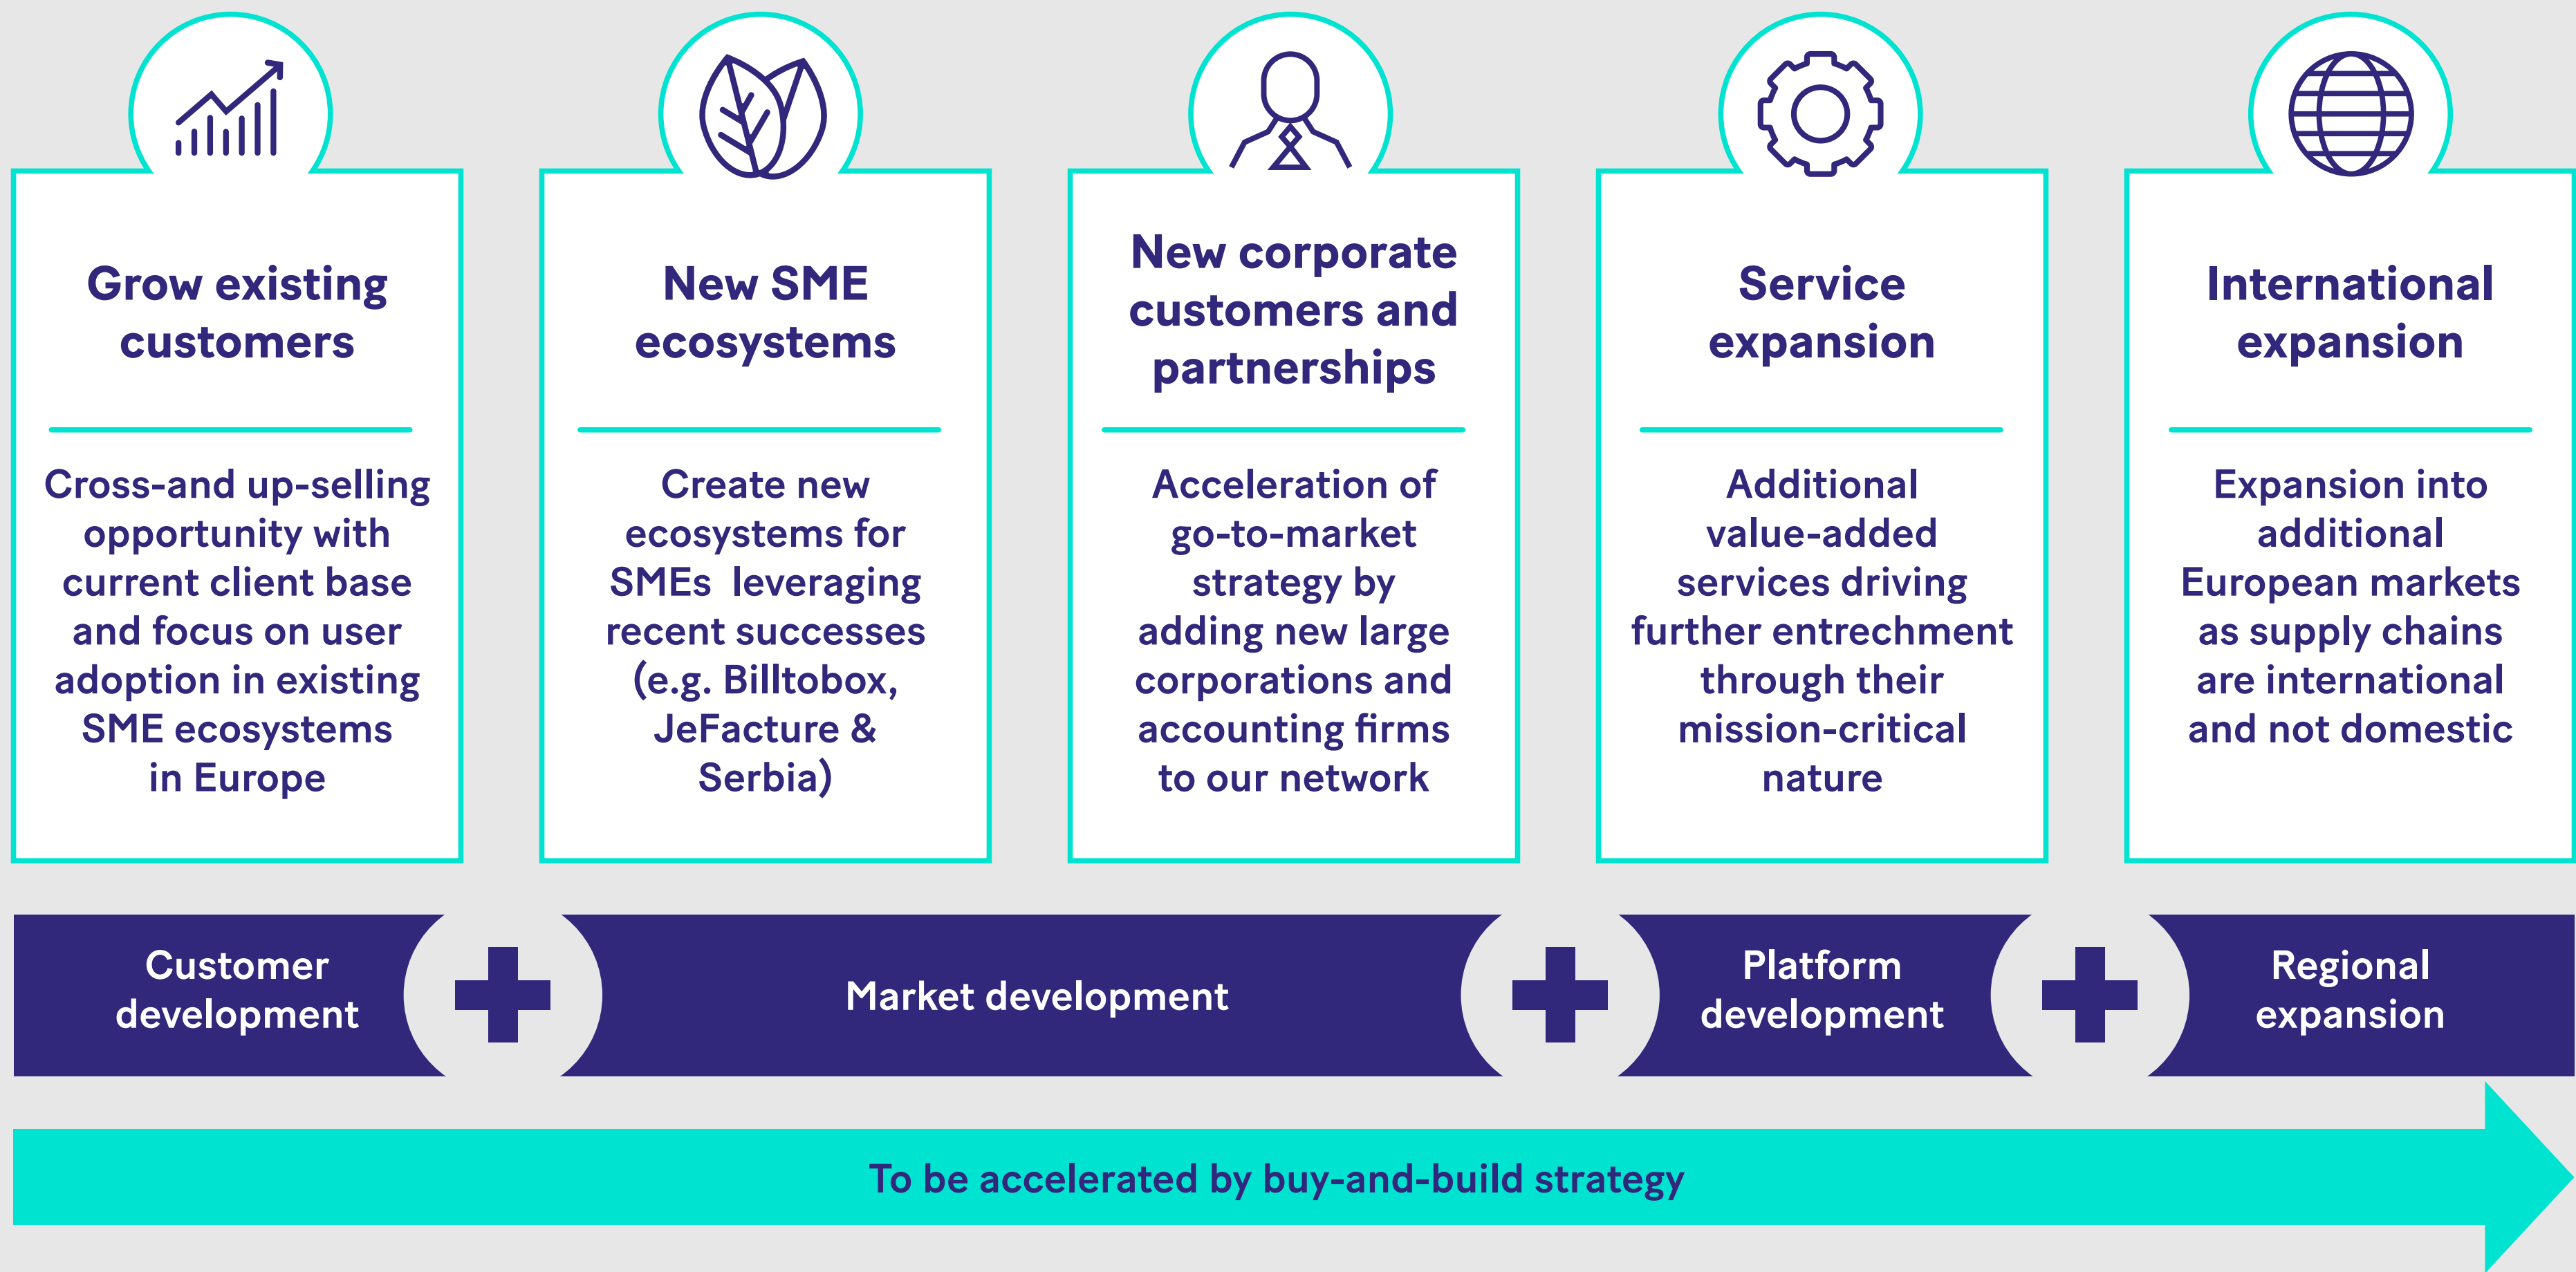 Grow existing
customers
Cross-and up-selling
opportunity with
current client base
and focus on user
adoption in existing
SME ecosystems
in Europe
New SME
ecosystems
Create new
ecosystems for
SMEs  leveraging
recent successes
(e.g. Billtobox,
JeFacture &
Serbia)
New corporate
customers and
partnerships
Acceleration of
go-to-market
strategy by
adding new large
corporations and
accounting firms
to our network
Service
expansion
Additional
value-added
services driving
further entrechment
through their
mission-critical
nature
International
expansion
Expansion into
additional
European markets
as supply chains
are international
and not domestic
Customer
development
Market development
Platform
development
Regional
expansion
To be accelerated by buy-and-build strategy